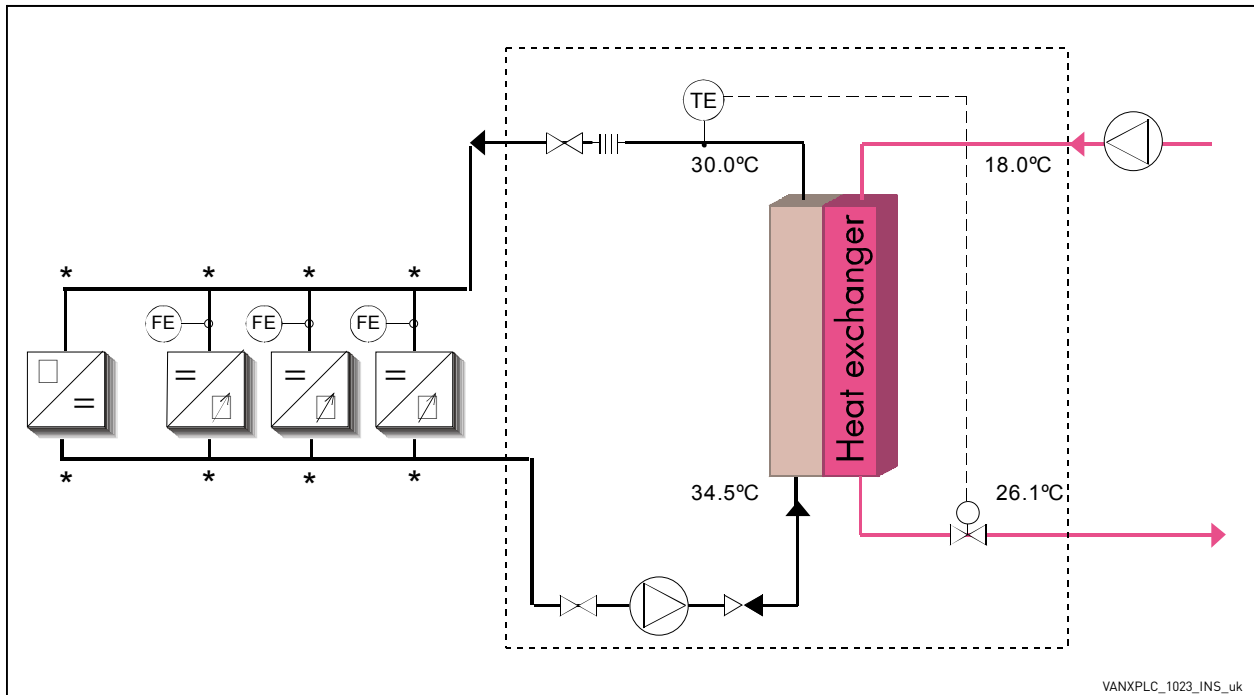 TE
30.0ºC
18.0ºC
* * * *
FE FE FE
Heat exchanger
= = = =
* * * *
34.5ºC
26.1ºC
VANXPLC_1023_INS_uk